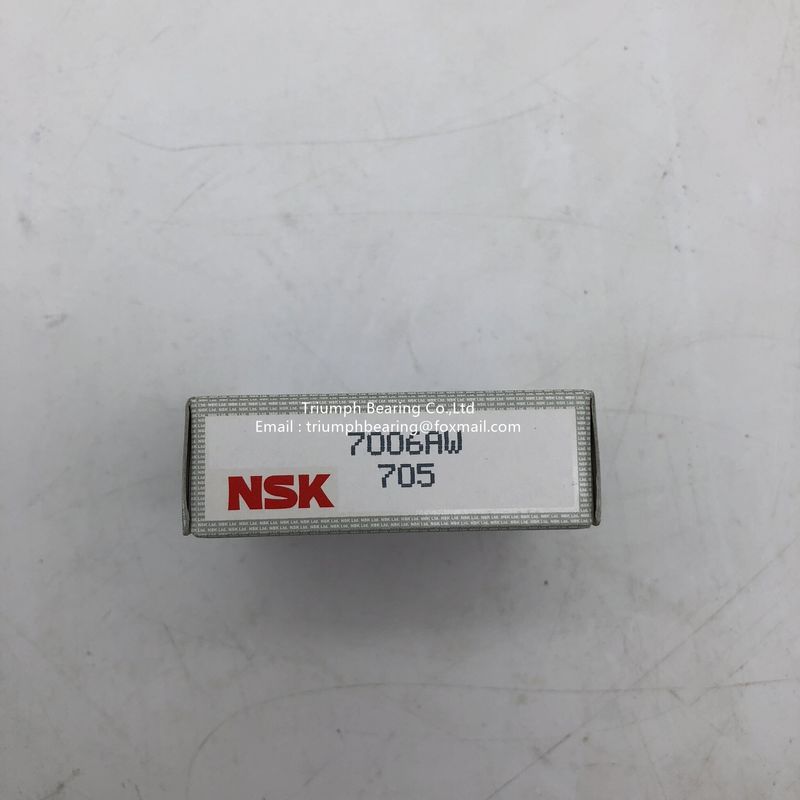 Triumph Bearing Co.,Ltd
Email : triumphbearing@foxmail.com
7006AW
705
NSK